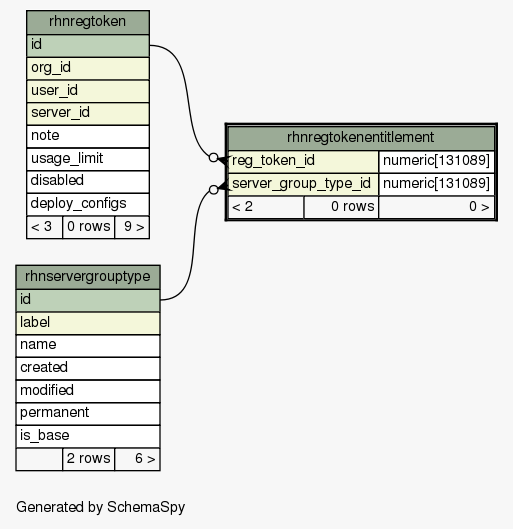 rhnregtoken
id
org_id
user_id
server_id
note
usage_limit
disabled
deploy_configs
< 3 0 rows 9 >
rhnregtokenentitlement
reg_token_id numeric[131089]
server_group_type_id numeric[131089]
< 2 0 rows 0 >
rhnservergrouptype
id
label
name
created
modified
permanent
is_base
2 rows 6 >
Generated by SchemaSpy